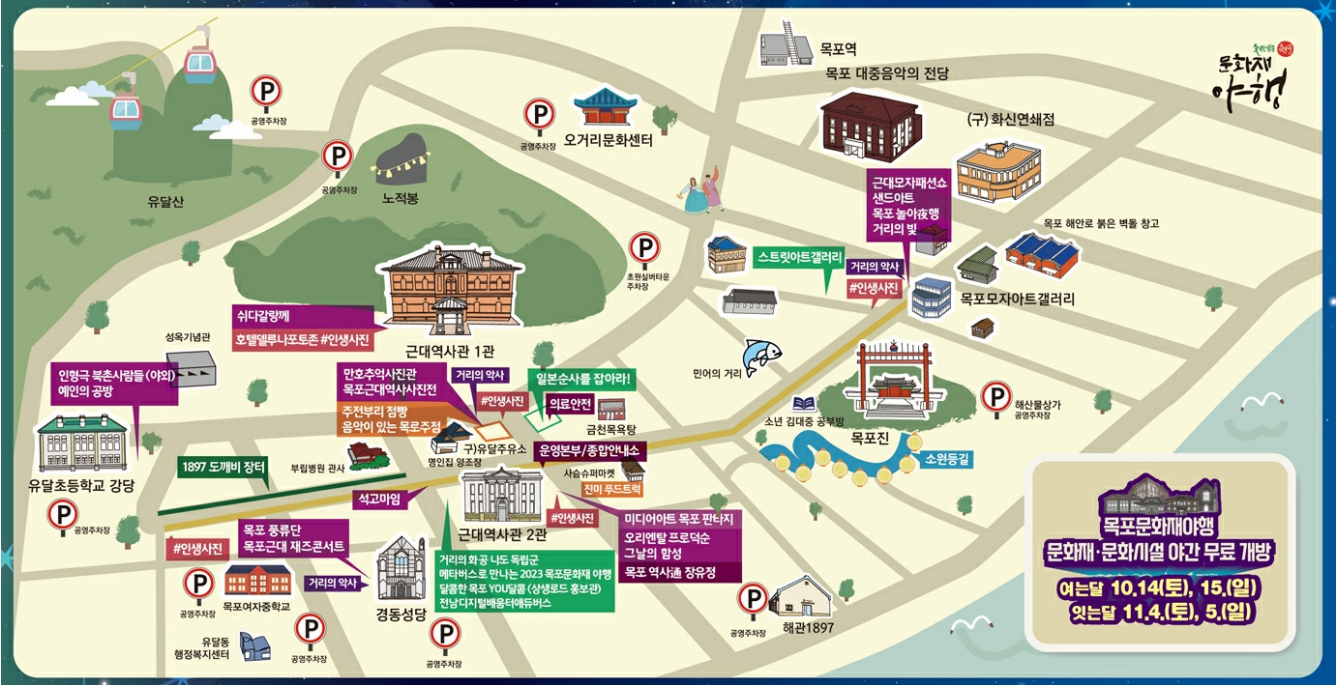 목포역
목포 대중음악의 전당
문화재
야행
(구) 화신연쇄점
공영주차장
공영주차장
오거리문화센터
공영주차장
노적봉
유달산
근대모자패션쇼
샌드아트
목포 놀아夜행
거리의 빛
목포 해안로 붉은 벽돌 창고
초원실버타운
주차장
스트릿아트갤러리
거리의 악사
#인생사진
목포모자아트갤러리
쉬다갈랑께
호텔델루나포토존 #인생사진
근대역사관 1관
성옥기념관
인형극 북촌사람들(야외)
예인의 공방
만호추억사진관
목포근대역사사진전
주전부리 점빵
음악이 있는 목로주점
거리의 악사
#인생사진
일본순사를 잡아라!
의료안전
금천목욕탕
민어의 거리
소년 김대중 공부방
목포진
해산물상가
공영주차장
소원등길
유달초등학교 강당
1897 도깨비 장터
부립병원 관사
명인집 양조장
구)유달주유소
운영본부/종합안내소
사슴슈퍼마켓
진미 푸드트럭
석고마임
근대역사관 2관
#인생사진
공영주차장
#인생사진
목포 풍류단
목포근대 재즈콘서트
거리의 악사
미디어아트 목포 판타지
오리엔탈 프로덕순
그날의 함성
목포 역사通 장유정
거리의 화공 나도 독립군
메타버스로 만나는 2023 목포문화재 야행
달콤한 목포 YOU달콤 (상생로드 홍보관)
전남디지털배움터에듀버스
공영주차장
목포여자중학교
경동성당
유달동
행정복지센터
공영주차장
공영주차장
공영주차장
해관1897
목포문화재야행
문화재·문화시설 야간 무료 개방
여는달 10.14(토), 15.(일)
잇는달 11.4.(토), 5.(일)